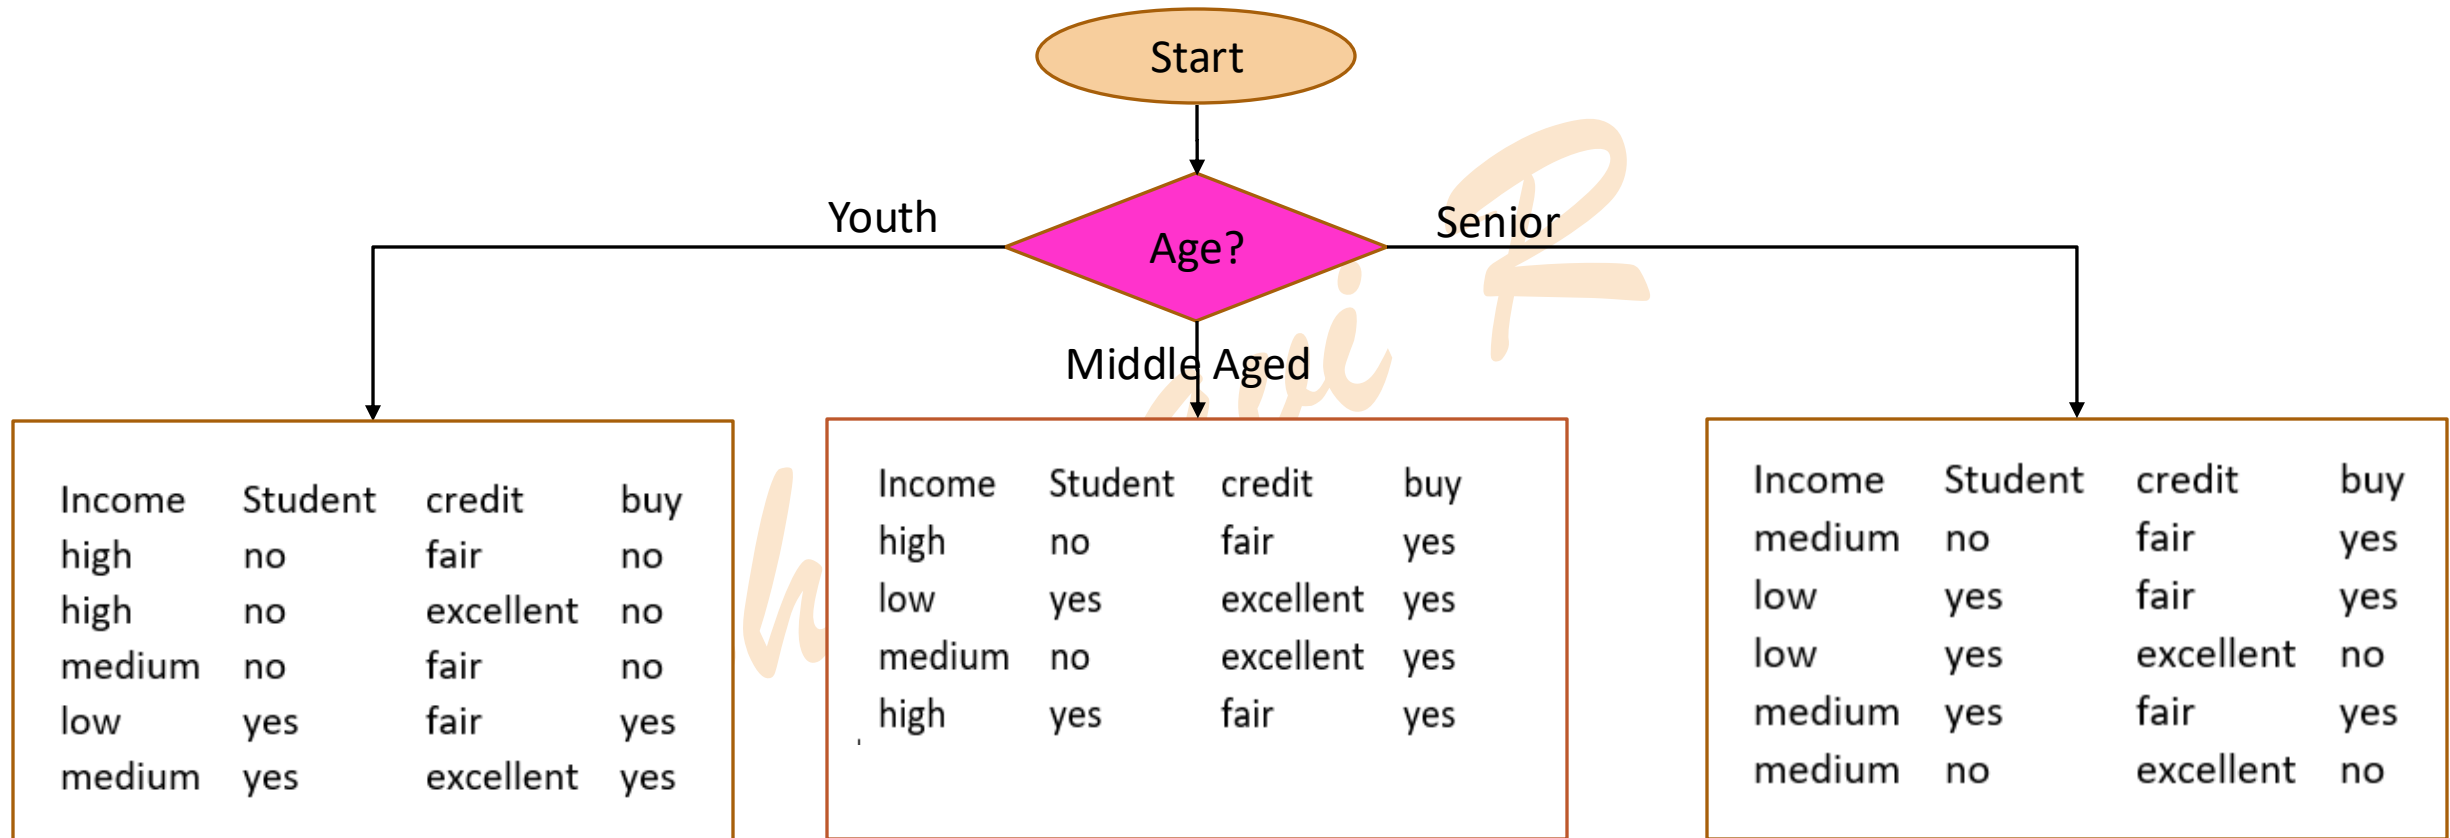 Start
Age?
Youth
Senior
Middle Aged
Income Student credit buy
high no fair no
high no excellent no
medium no fair no
low yes fair yes
medium yes excellent yes
Income Student credit buy
high no fair yes
low yes excellent yes
medium no excellent yes
high yes fair yes
Income Student credit buy
medium no fair yes
low yes fair yes
low yes excellent no
medium yes fair yes
medium no excellent no
R